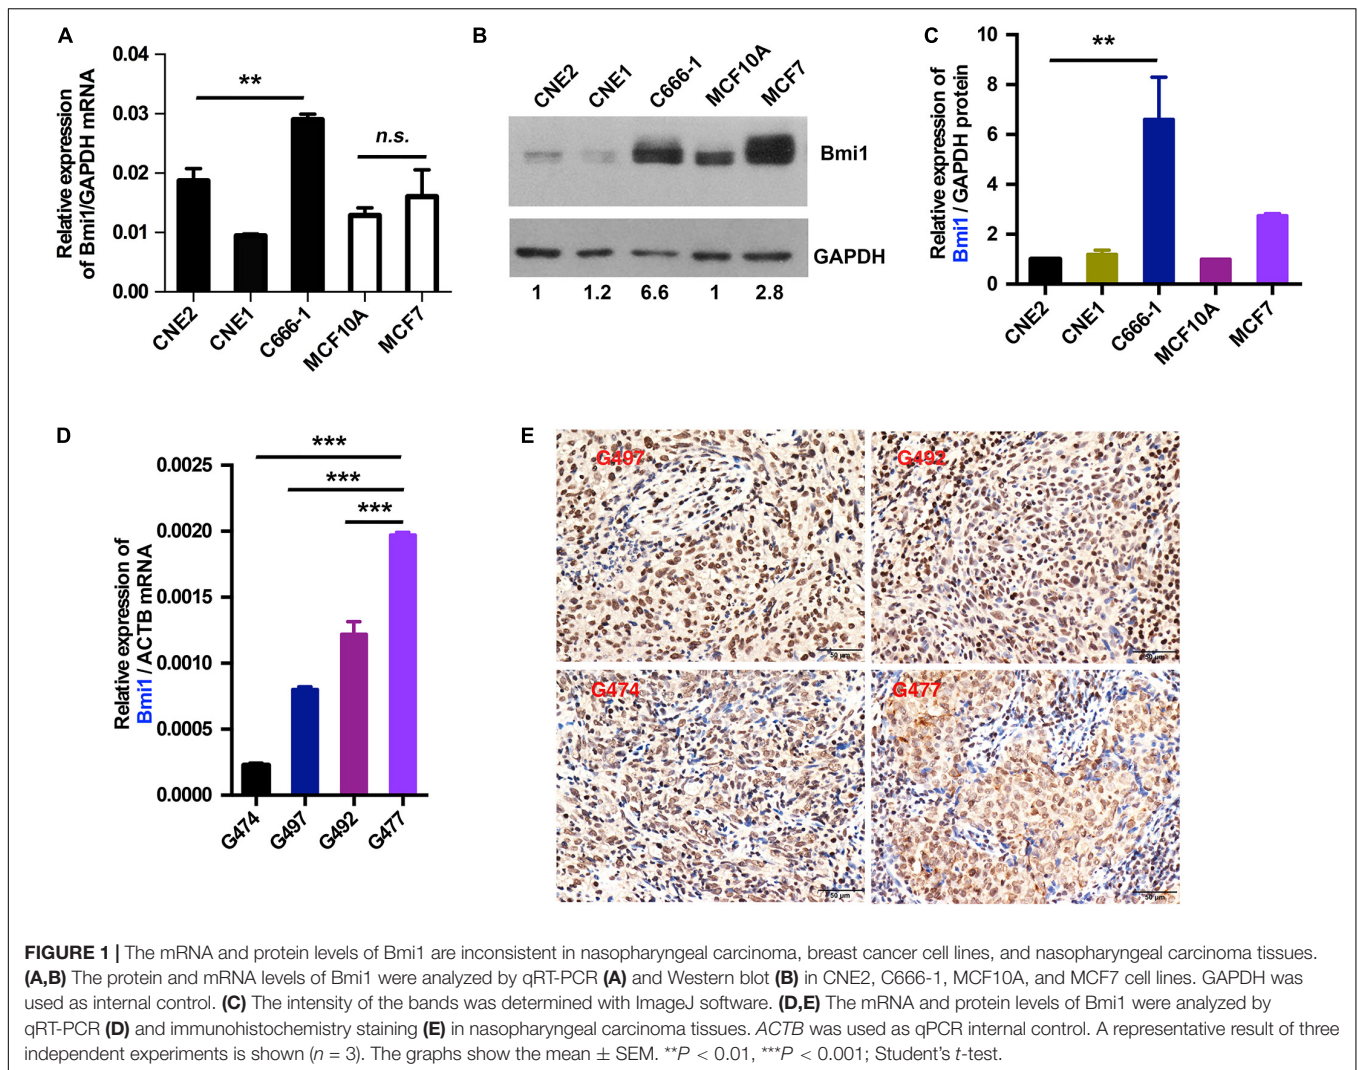 A
Relative expression
of Bmi1/GAPDH mRNA
0.04
0.03
0.02
0.01
0.00
**
n.s.
CNE2
CNE1
C666-1
MCF10A
MCF7
B
CNE2
CNE1
C666-1
MCF10A
MCF7
Bmi1
GAPDH
1 1.2 6.6 1 2.8
C
Relative expression of
Bmi1 / GAPDH protein
10
8
6
4
2
0
**
CNE2
CNE1
C666-1
MCF10A
MCF7
D
Relative expression of
Bmi1 / ACTB mRNA
0.0025
0.0020
0.0015
0.0010
0.0005
0.0000
***
***
***
G474
G497
G492
G477
E
G497
50 µm
G492
50 µm
G474
50 µm
G477
50 µm
FIGURE 1 | The mRNA and protein levels of Bmi1 are inconsistent in nasopharyngeal carcinoma, breast cancer cell lines, and nasopharyngeal carcinoma tissues.
(A,B) The protein and mRNA levels of Bmi1 were analyzed by qRT-PCR (A) and Western blot (B) in CNE2, C666-1, MCF10A, and MCF7 cell lines. GAPDH was
used as internal control. (C) The intensity of the bands was determined with ImageJ software. (D,E) The mRNA and protein levels of Bmi1 were analyzed by
qRT-PCR (D) and immunohistochemistry staining (E) in nasopharyngeal carcinoma tissues. ACTB was used as qPCR internal control. A representative result of three
independent experiments is shown (n = 3). The graphs show the mean ± SEM. **P < 0.01, ***P < 0.001; Student's t-test.